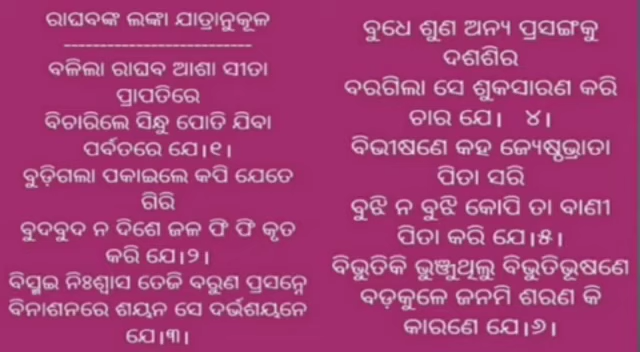 ରାଘବଙ୍କ ଲଙ୍କା ଯାତ୍ରାନୁକୂଳ
----------------------------
ବଳିଲା ରାଘବ ଆଶା ସୀତା
ପ୍ରାପତିରେ
ବିଚାରିଲେ ସିନ୍ଧୁ ପୋତି ଯିବା
ପର୍ବତରେ ଯେ।୧।
ବୁଡ଼ିଗଲା ପକାଇଲେ କପି ଯେତେ
ଗିରି
ବୁଦବୁଦ ନ ଦିଶେ ଜଳ ଫି ଫି କୃତ
କରି ଯେ।୨।
ବିସ୍ମଇ ନିଃଶ୍ୱାସ ତେଜି ବରୁଣ ପ୍ରସନ୍ନେ
ବିନାଶନରେ ଶୟନ ସେ ଦର୍ଭଶୟନେ
ଯେ।୩।
ବୁଧେ ଶୁଣ ଅନ୍ୟ ପ୍ରସଙ୍ଗକୁ
ଦଶଶିର
ବରଗିଲା ସେ ଶୁକସାରଣ କରି
ଚାର ଯେ। ୪।
ବିଭୀଷଣେ କହ ଜ୍ୟେଷ୍ଠଭ୍ରାତା
ପିତା ସରି
ବୁଝି ନ ବୁଝି କୋପି ତା ବାଣୀ
ପିତା କରି ଯେ।୫।
ବିଭୁତିକି ଭୁଞ୍ଜୁଥିଲୁ ବିଭୁତିଭୂଷଣେ
ବଡ଼କୁଳେ ଜନମି ଶରଣ କି
କାରଣେ ଯେ।୬।